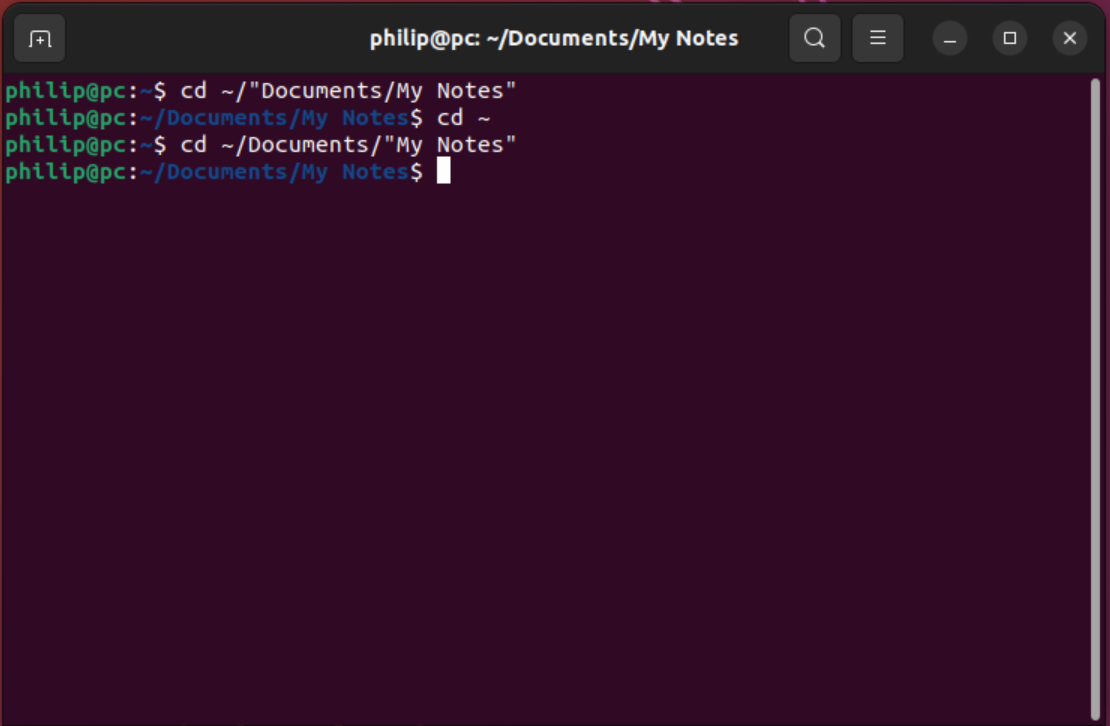 philip@pc: ~/Documents/My Notes
philip@pc:~$ cd ~/"Documents/My Notes"
philip@pc:~/Documents/My Notes$ cd ~
philip@pc:~$ cd ~/Documents/"My Notes"
philip@pc:~/Documents/My Notes$